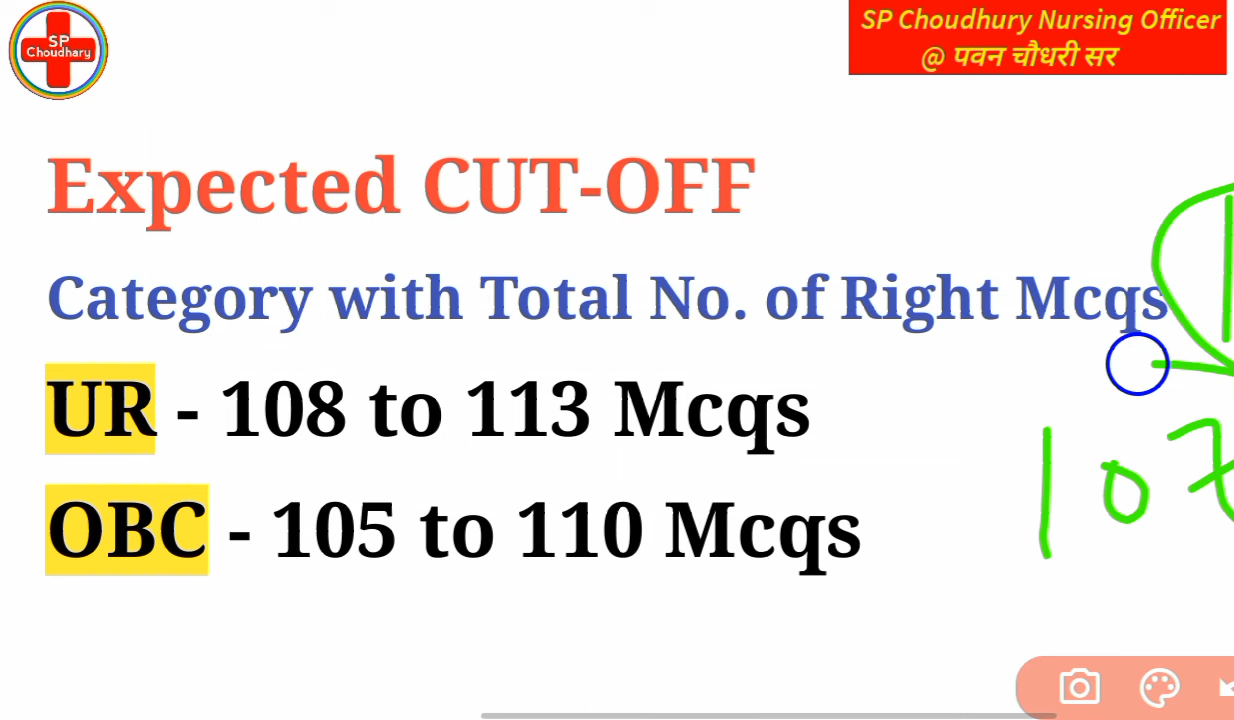 SP
Choudhary
SP Choudhury Nursing Officer
@ पवन चौधरी सर
Expected CUT-OFF
Category with Total No. of Right Mcqs
UR - 108 to 113 Mcqs
OBC - 105 to 110 Mcqs